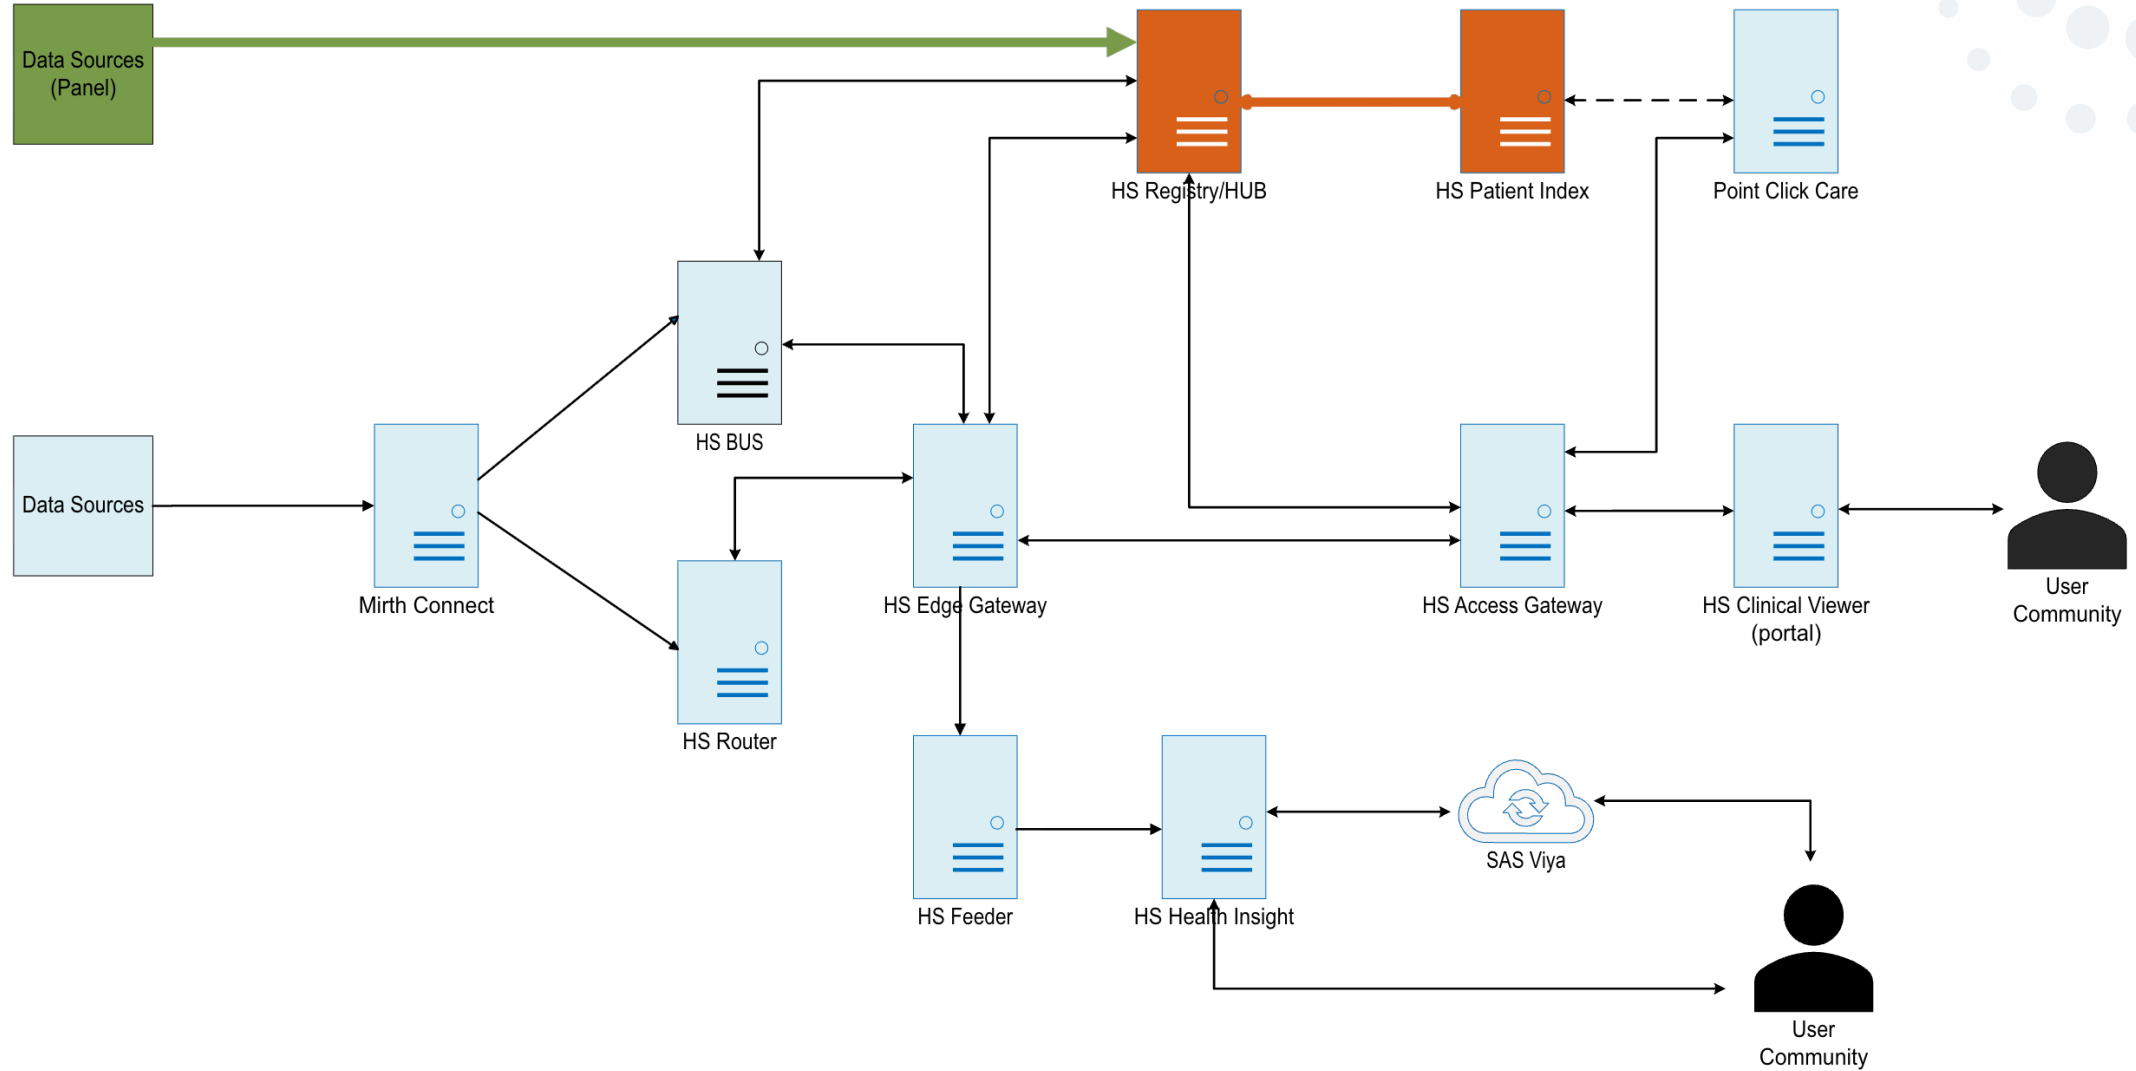 Data Sources
(Panel)
HS Registry/HUB
HS Patient Index
Point Click Care
HS BUS
Data Sources
Mirth Connect
HS Edge Gateway
HS Access Gateway
HS Clinical Viewer
(portal)
User
Community
HS Router
SAS Viya
HS Feeder
HS Health Insight
User
Community